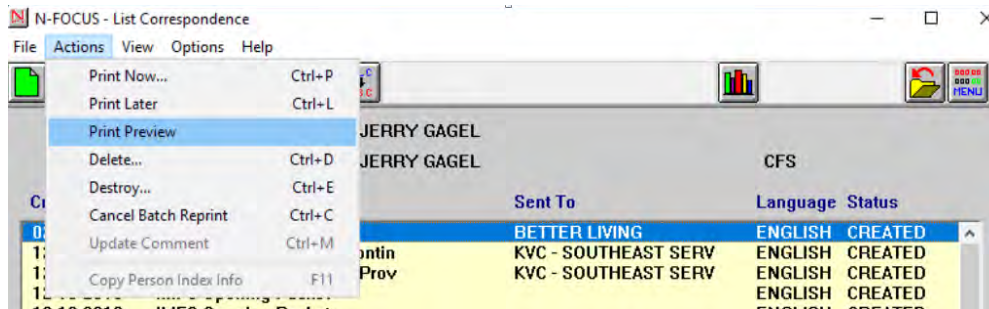 N-FOCUS - List Correspondence
File Actions View Options Help
Print Now... Ctrl+P
Print Later Ctrl+L
MENU
Print Preview
JERRY GAGEL
Delete... Ctrl+D
JERRY GAGEL CFS
Destroy... Ctrl+E
Cancel Batch Reprint Ctrl+C
Sent To Language Status
Update Comment Ctrl+M
BETTER LIVING ENGLISH CREATED
ontin KVC - SOUTHEAST SERV ENGLISH CREATED
Copy Person Index Info F11
Prov KVC - SOUTHEAST SERV ENGLISH CREATED
ENGLISH CREATED
ENGLISH CREATED